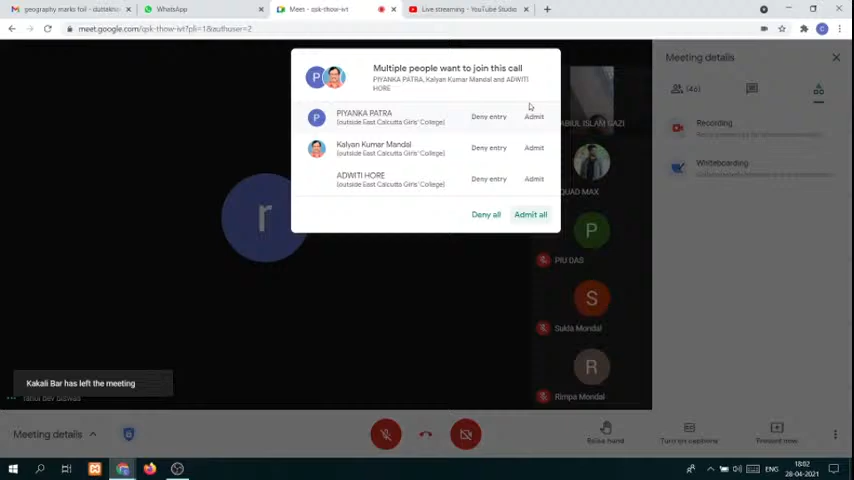 geography marks foil - duttakna
WhatsApp
Meet - qsk-thow-ivt
Live streaming - YouTube Studio
meet.google.com/qsk-thow-ivt?pli=1&authuser=2
Multiple people want to join this call
PIYANKA PATRA, Kalyan Kumar Mandal and ADWITI
HORE
P
P
PIYANKA PATRA
(outside East Calcutta Girls' College)
Deny entry
Admit
Kalyan Kumar Mandal
(outside East Calcutta Girls' College)
Deny entry
Admit
ADWITI HORE
(outside East Calcutta Girls' College)
Deny entry
Admit
Deny all
Admit all
r
ISLAM GAZI
QUAD MAX
P
PIU DAS
S
Sukla Mondal
R
Rimpa Mondal
Meeting details
(46)
Recording
Whiteboarding
Kakali Bar has left the meeting
Meeting details
Raise hand
Turn on captions
Present now
ENG
18:02
28-04-2021